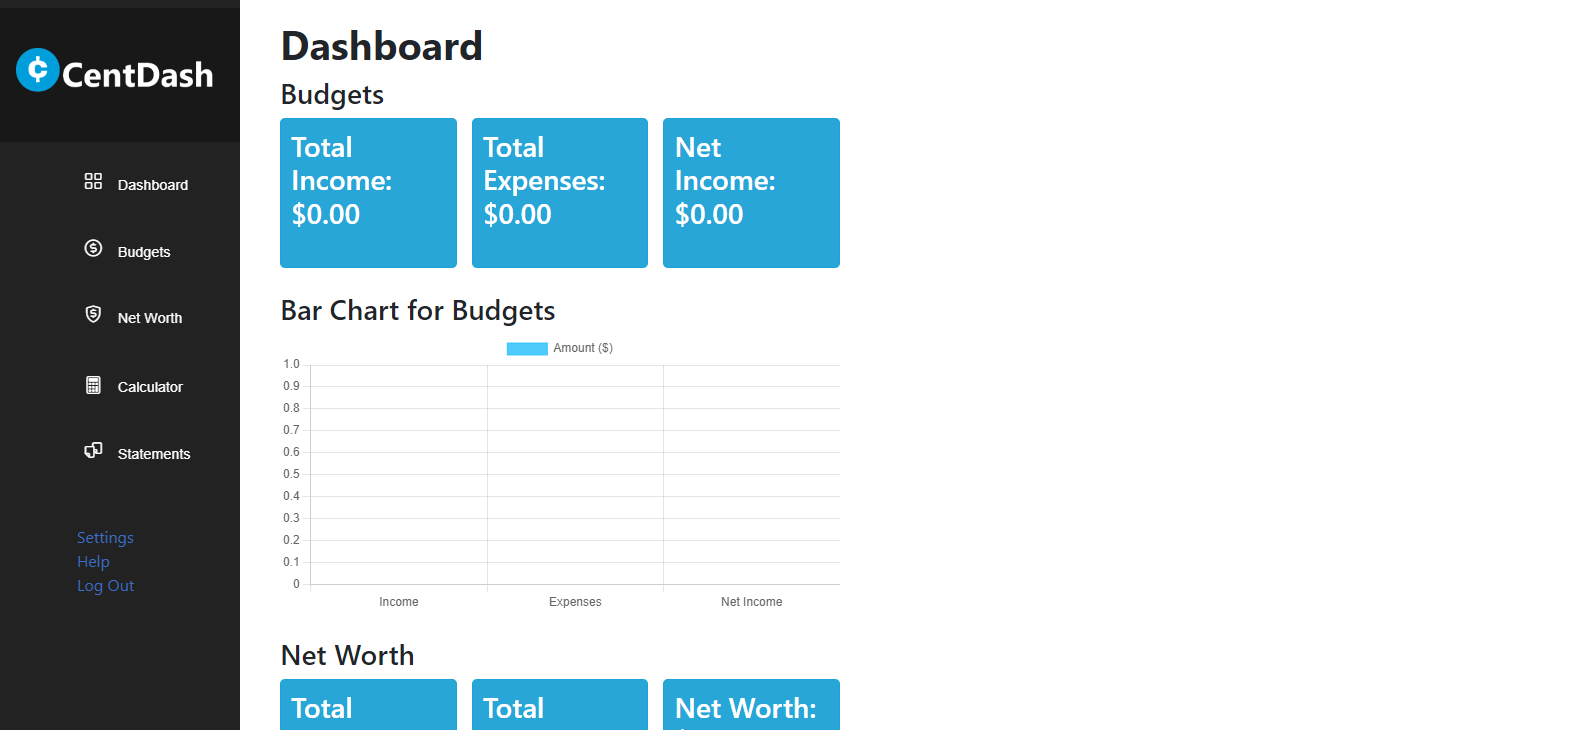 ¢CentDash
Dashboard
Budgets
Net Worth
Calculator
Statements
Settings
Help
Log Out
Dashboard
Budgets
Total
Income:
$0.00
Total
Expenses:
$0.00
Net
Income:
$0.00
Bar Chart for Budgets
Amount ($)
1.0
0.9
0.8
0.7
0.6
0.5
0.4
0.3
0.2
0.1
0
Income
Expenses
Net Income
Net Worth
Total
Total
Net Worth: